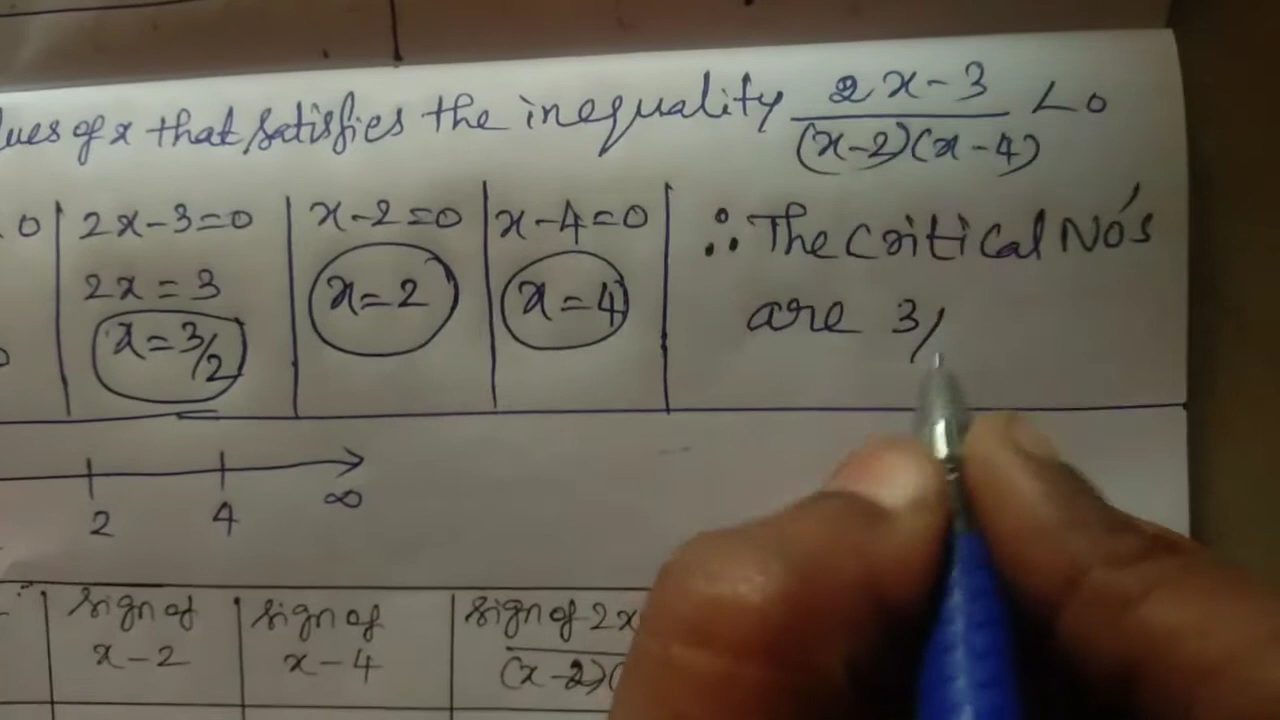 ues of x that satisfies the inequality 2x-3/(x-2)(x-4) < 0
0 | 2x-3=0 | x-2=0 | x-4=0 | ∴ The critical No's
2x=3 | x=2 | x=4 | are 3/
x=3/2
2 4 ∞
sign of | sign of | sign of 2x
x-2 | x-4 | (x-2)(